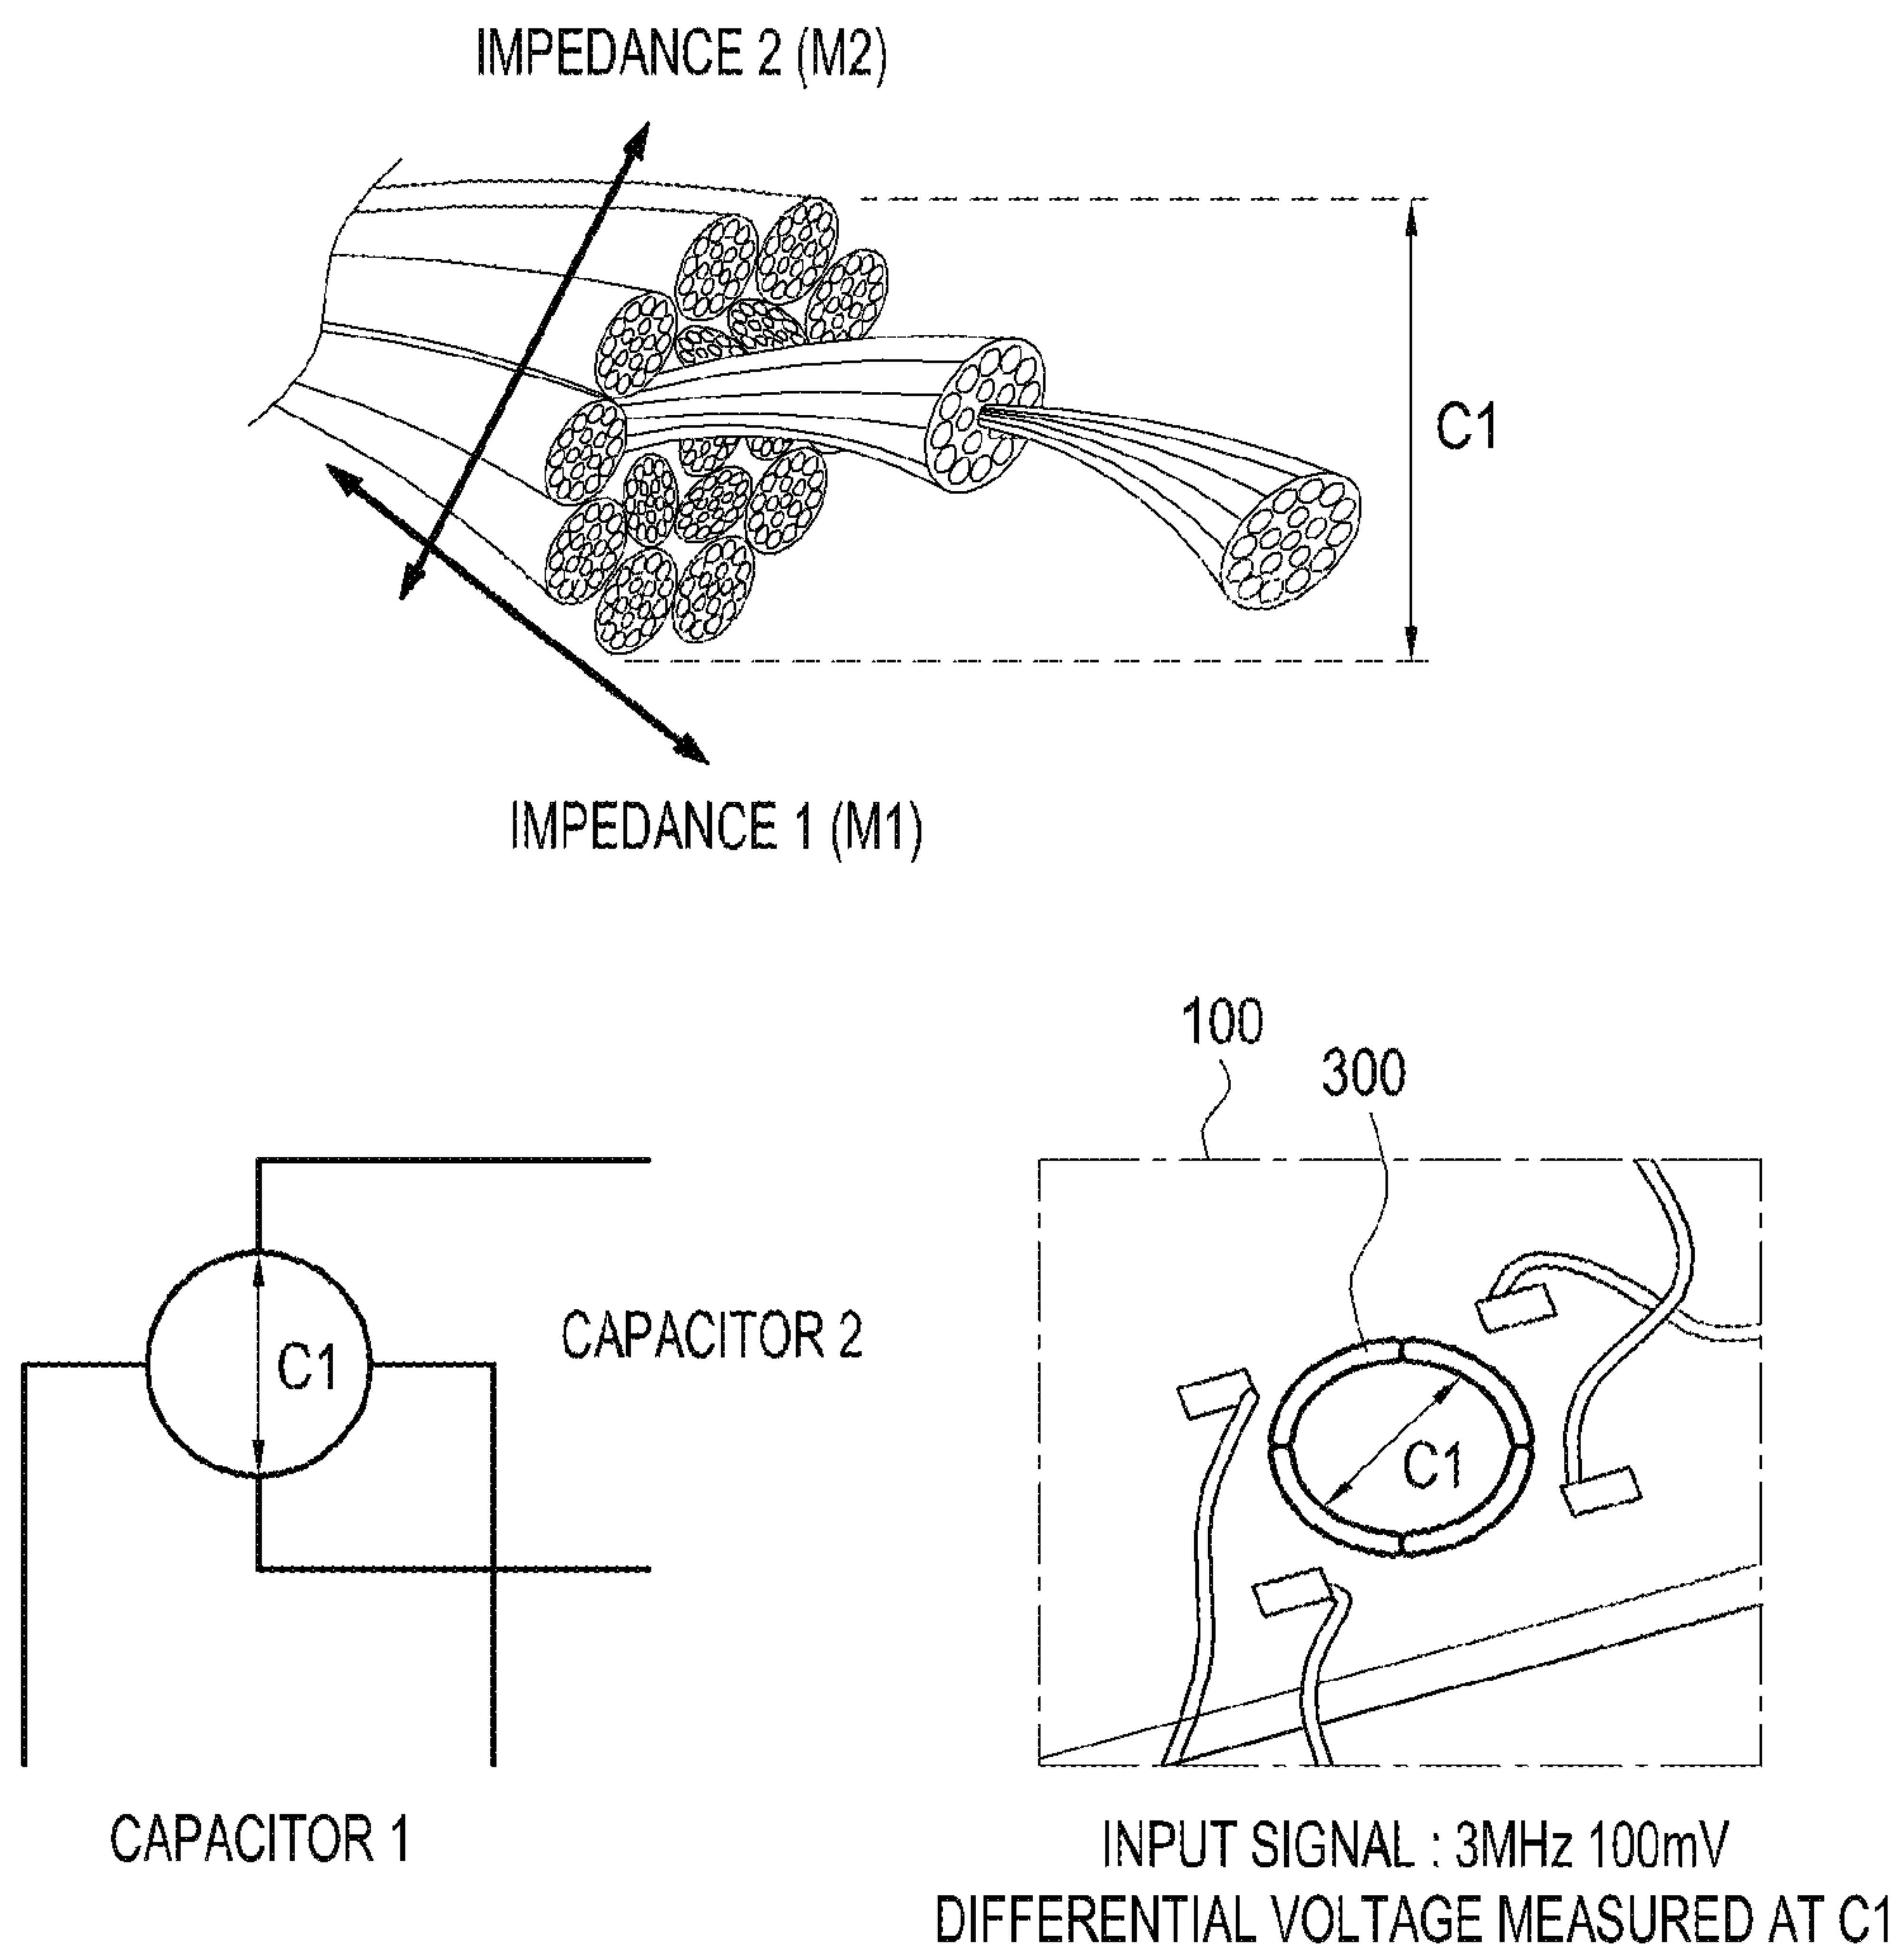 IMPEDANCE 2 (M2)
C1
IMPEDANCE 1 (M1)
100
300
C1
CAPACITOR 2
C1
CAPACITOR 1
INPUT SIGNAL : 3MHz 100mV
DIFFERENTIAL VOLTAGE MEASURED AT C1